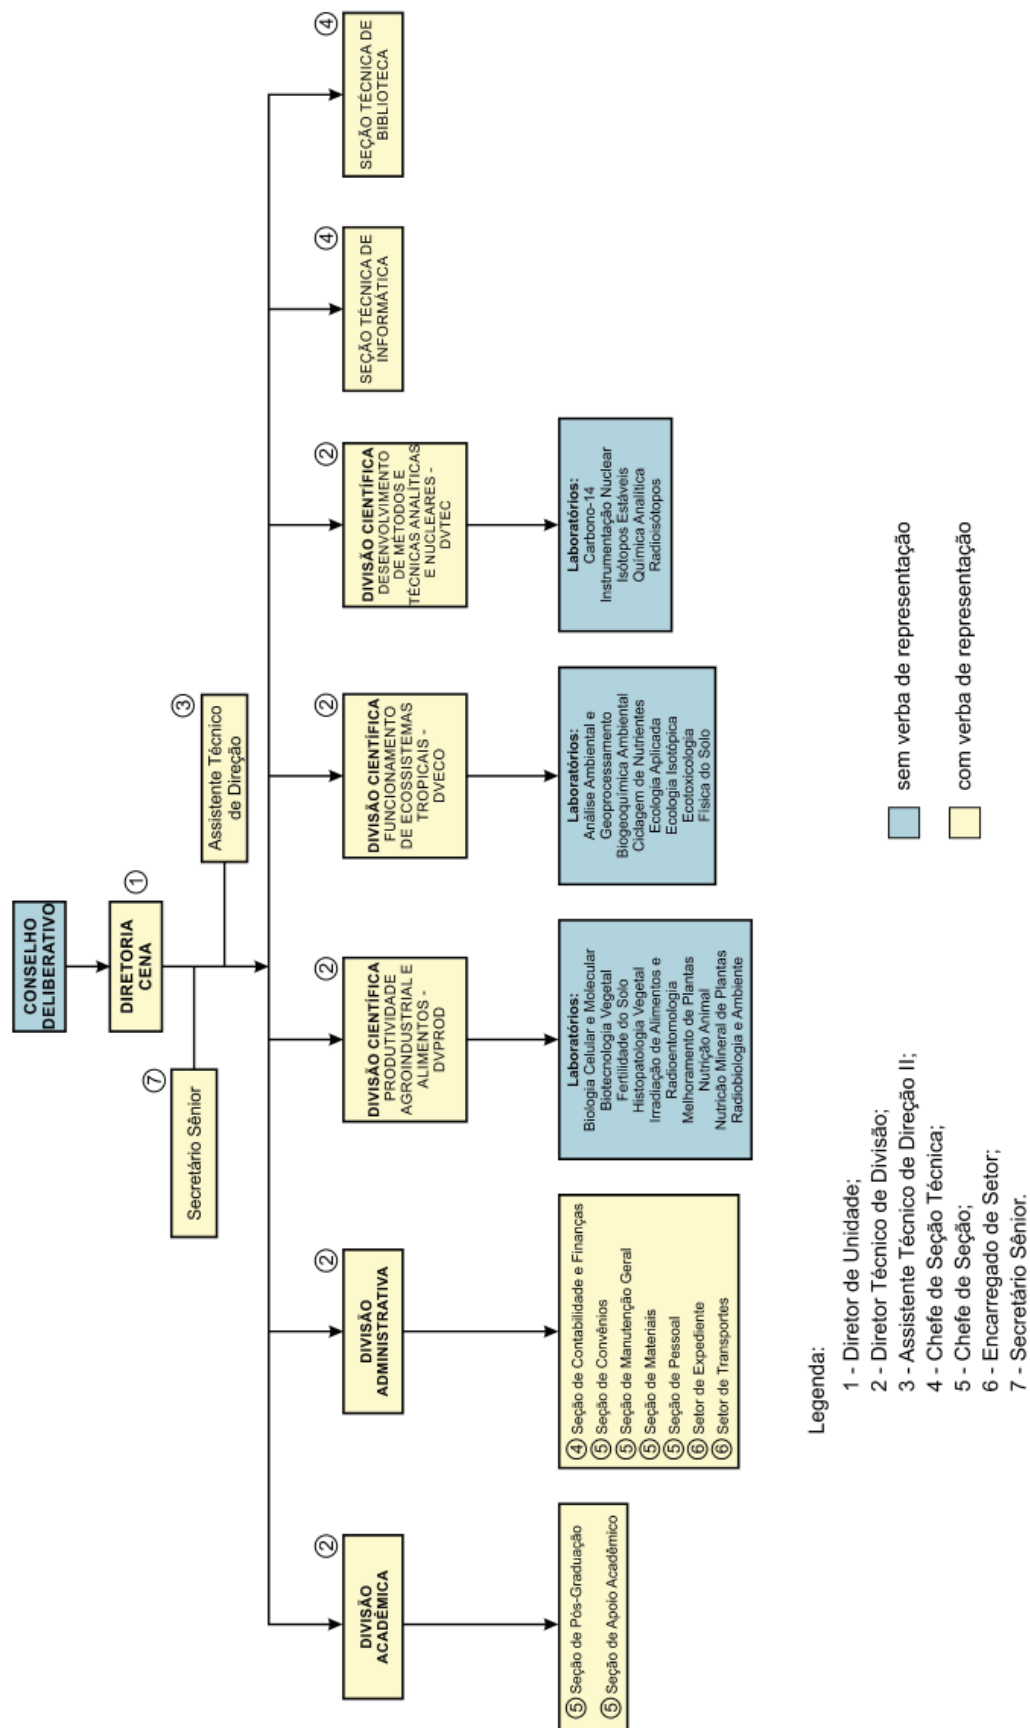 CONSELHO
DELIBERATIVO
DIRETORIA
CENA
1
7
Secretário Sênior
3
Assistente Técnico
de Direção
2
DIVISÃO
ACADÊMICA
2
DIVISÃO
ADMINISTRATIVA
2
DIVISÃO CIENTÍFICA
PRODUTIVIDADE
AGROINDUSTRIAL E
ALIMENTOS -
DVPROD
2
DIVISÃO CIENTÍFICA
FUNCIONAMENTO
DE ECOSSISTEMAS
TROPICAIS -
DVECO
2
DIVISÃO CIENTÍFICA
DESENVOLVIMENTO
DE MÉTODOS E
TÉCNICAS ANALÍTICAS
E NUCLEARES -
DVTEC
4
SEÇÃO TÉCNICA DE
INFORMÁTICA
4
SEÇÃO TÉCNICA DE
BIBLIOTECA
5 Seção de Pós-Graduação
5 Seção de Apoio Acadêmico
4 Seção de Contabilidade e Finanças
5 Seção de Convênios
5 Seção de Manutenção Geral
5 Seção de Materiais
5 Seção de Pessoal
6 Setor de Expediente
6 Setor de Transportes
Laboratórios:
Biologia Celular e Molecular
Biotecnologia Vegetal
Fertilidade do Solo
Histopatologia Vegetal
Irradiação de Alimentos e
Radioentomologia
Melhoramento de Plantas
Nutrição Animal
Nutricão Mineral de Plantas
Radiobiologia e Ambiente
Laboratórios:
Análise Ambiental e
Geoprocessamento
Biogeoquímica Ambiental
Ciclagem de Nutrientes
Ecologia Aplicada
Ecologia Isotópica
Ecotoxicologia
Física do Solo
Laboratórios:
Carbono-14
Instrumentação Nuclear
Isótopos Estáveis
Química Analítica
Radioisótopos
Legenda:
1 - Diretor de Unidade;
2 - Diretor Técnico de Divisão;
3 - Assistente Técnico de Direção II;
4 - Chefe de Seção Técnica;
5 - Chefe de Seção;
6 - Encarregado de Setor;
7 - Secretário Sênior.
sem verba de representação
com verba de representação